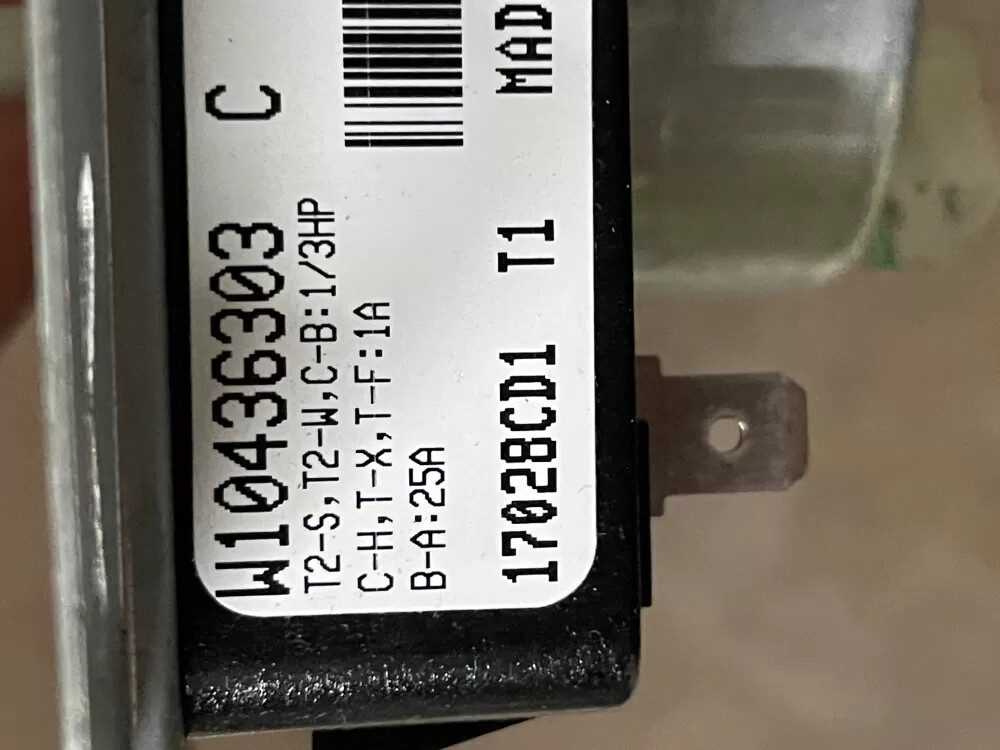 W10436303 C
T2-S,T2-W,C-B:1/3HP
C-H,T-X,T-F:1A
B-A:25A
17028CD1 T1 MAD